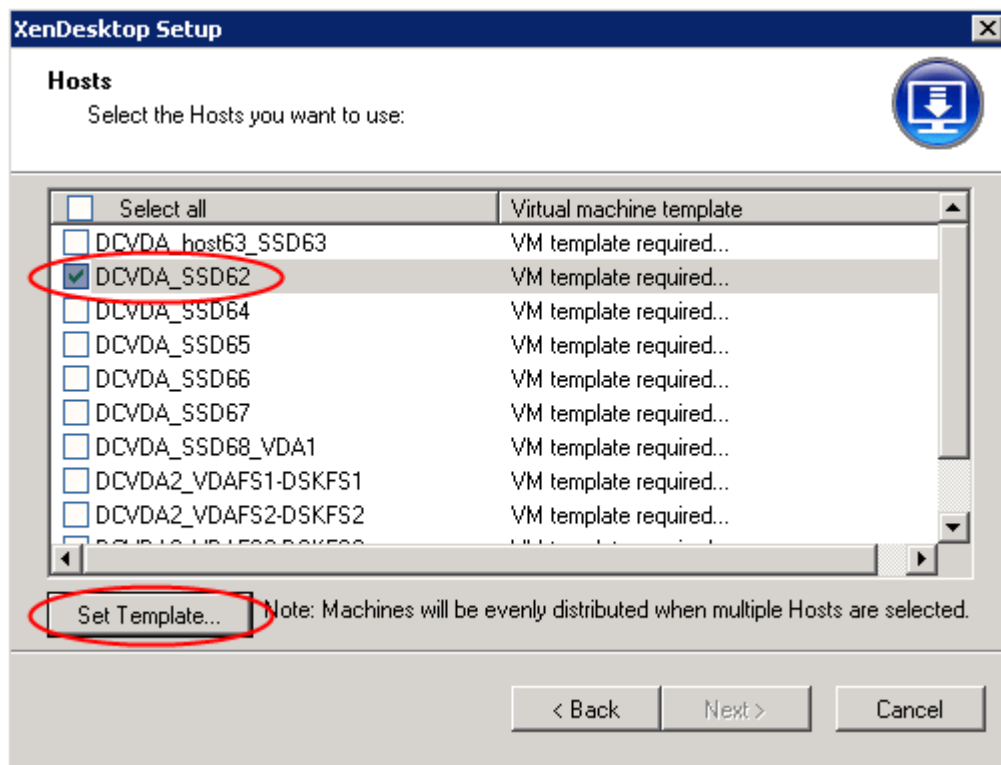 XenDesktop Setup
Hosts
Select the Hosts you want to use:
Select all Virtual machine template
DCVDA_host63_SSD63 VM template required...
DCVDA_SSD62 VM template required...
DCVDA_SSD64 VM template required...
DCVDA_SSD65 VM template required...
DCVDA_SSD66 VM template required...
DCVDA_SSD67 VM template required...
DCVDA_SSD68_VDA1 VM template required...
DCVDA2_VDAFS1-DSKFS1 VM template required...
DCVDA2_VDAFS2-DSKFS2 VM template required...
Set Template... Note: Machines will be evenly distributed when multiple Hosts are selected.
< Back Next > Cancel